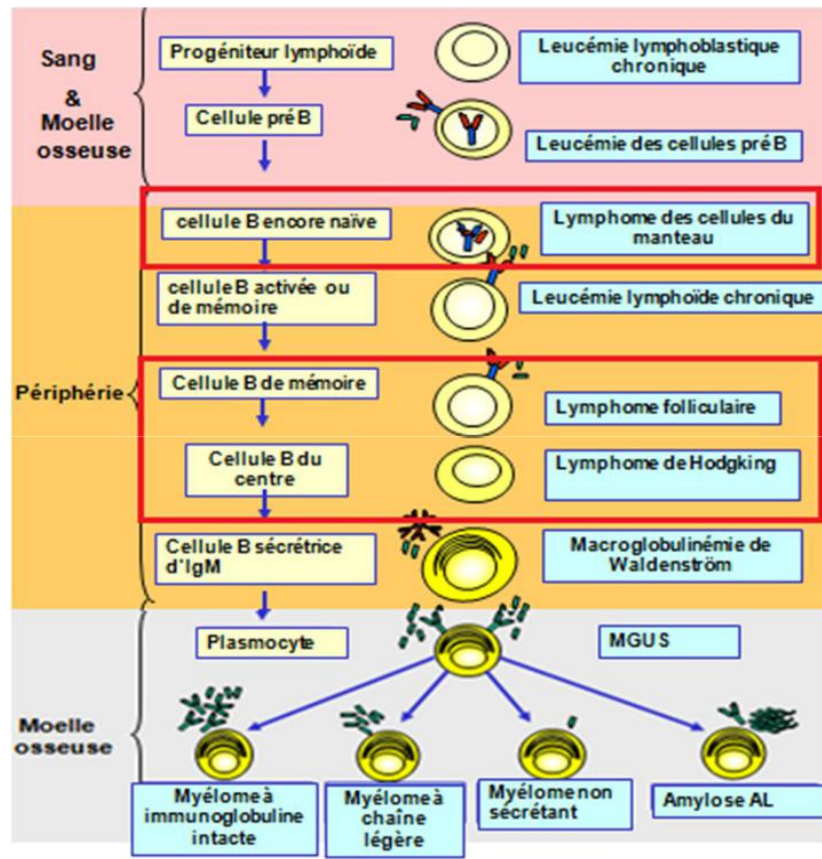 Sang
&
Moelle
osseuse
Progéniteur lymphoïde
Leucémie lymphoblastique
chronique
Cellule pré B
Leucémie des cellules pré B
cellule B encore naïve
Lymphome des cellules du
manteau
Périphérie
cellule B activée ou
de mémoire
Leucémie lymphoïde chronique
Cellule B de mémoire
Lymphome folliculaire
Cellule B du
centre
Lymphome de Hodgking
Cellule B sécrétrice
d'IgM
Macroglobulinémie de
Waldenström
Moelle
osseuse
Plasmocyte
MGUS
Myélome à
immunoglobuline
intacte
Myélome à
chaîne
légère
Myélome non
sécrétant
Amylose AL